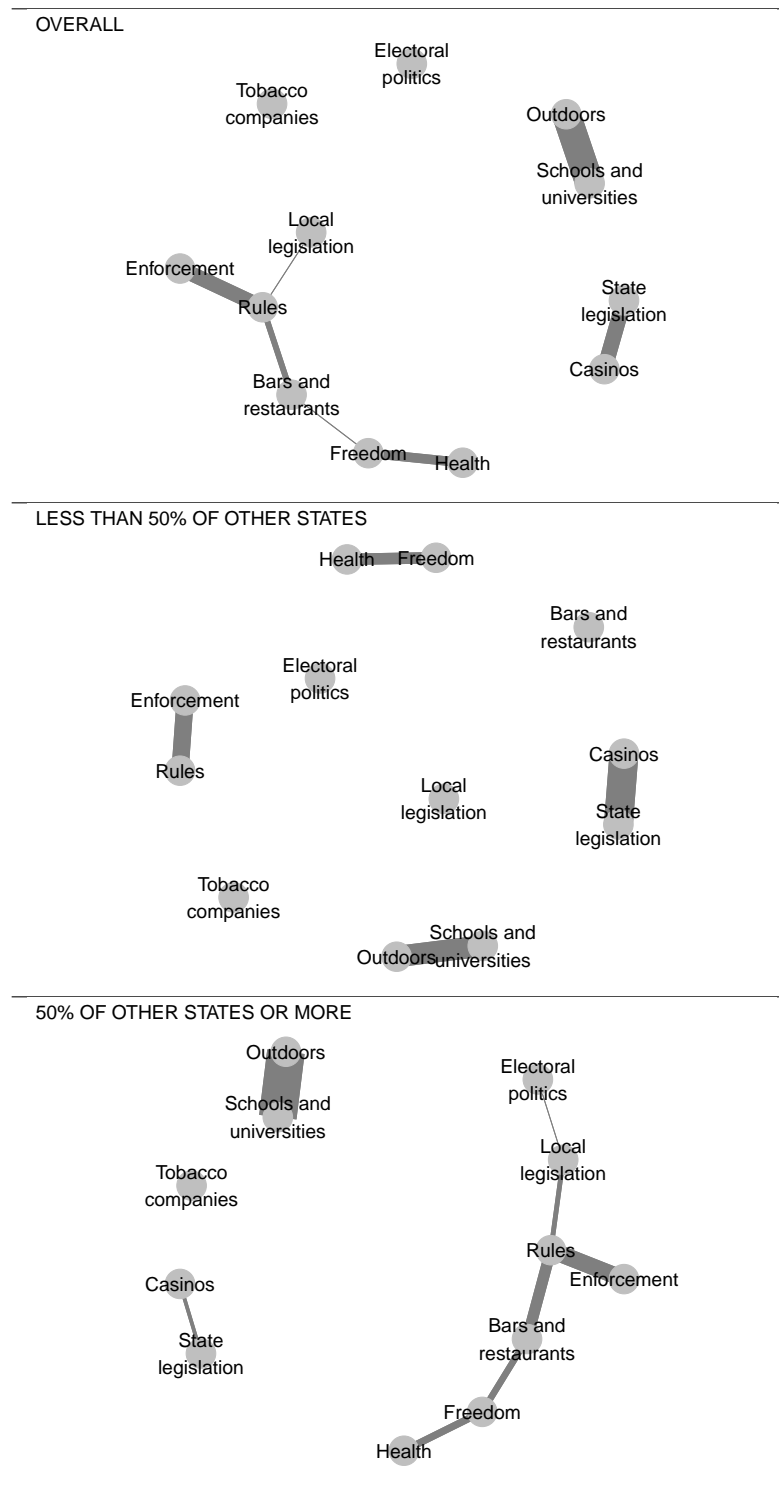 OVERALL
Electoral
politics
Tobacco
companies
Outdoors
Schools and
universities
Local
legislation
Enforcement
Rules
State
legislation
Casinos
Bars and
restaurants
Freedom
Health
LESS THAN 50% OF OTHER STATES
Health
Freedom
Bars and
restaurants
Electoral
politics
Enforcement
Rules
Casinos
State
legislation
Local
legislation
Tobacco
companies
Schools and
universities
Outdoors
50% OF OTHER STATES OR MORE
Outdoors
Schools and
universities
Electoral
politics
Local
legislation
Tobacco
companies
Rules
Enforcement
Casinos
State
legislation
Bars and
restaurants
Freedom
Health